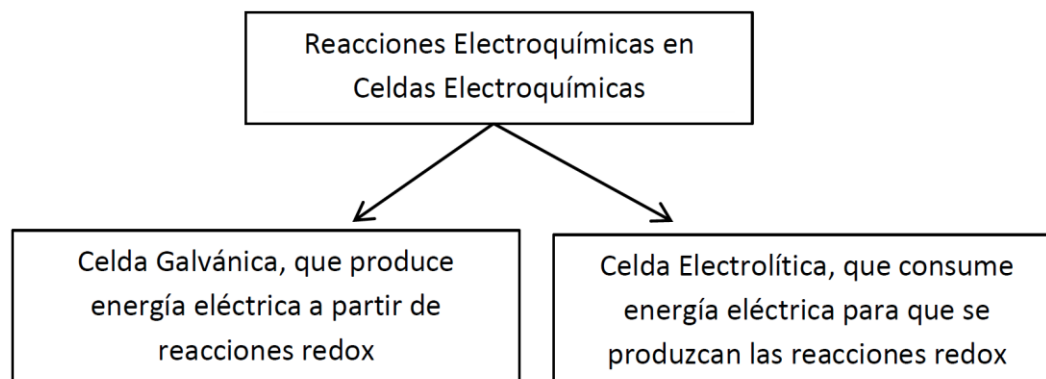 Reacciones Electroquímicas en
Celdas Electroquímicas
Celda Galvánica, que produce
energía eléctrica a partir de
reacciones redox
Celda Electrolítica, que consume
energía eléctrica para que se
produzcan las reacciones redox